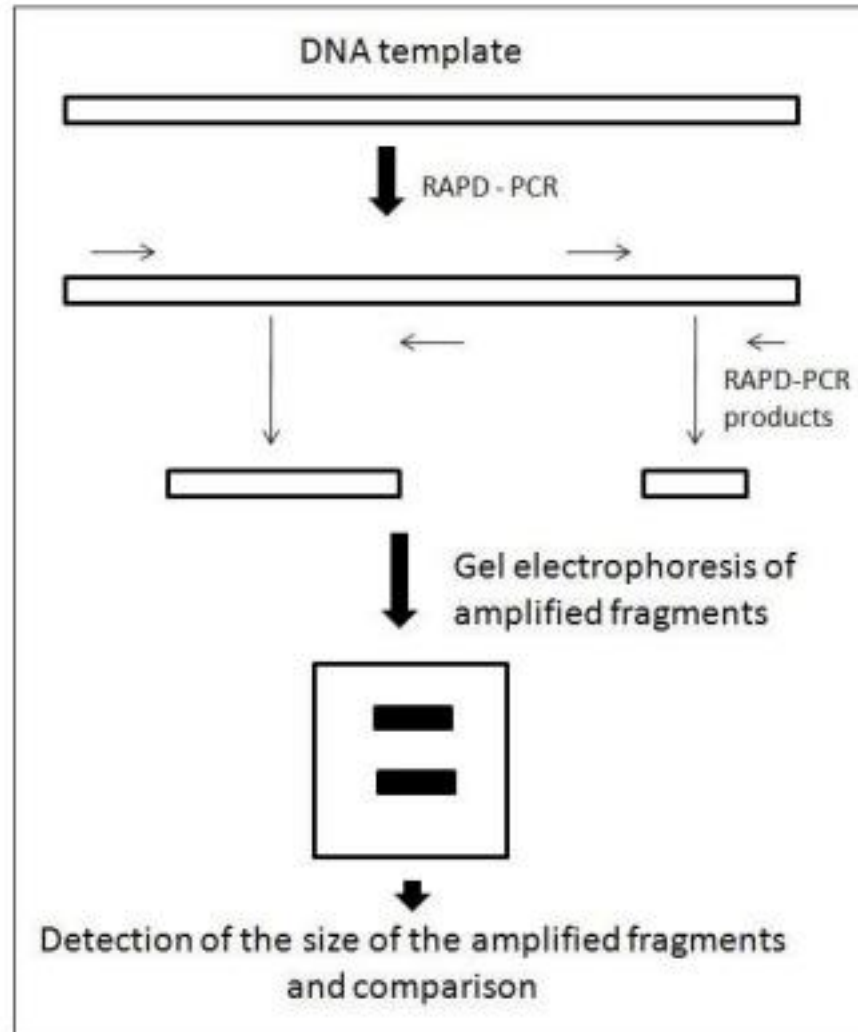 DNA template
RAPD - PCR
RAPD-PCR
products
Gel electrophoresis of
amplified fragments
Detection of the size of the amplified fragments
and comparison